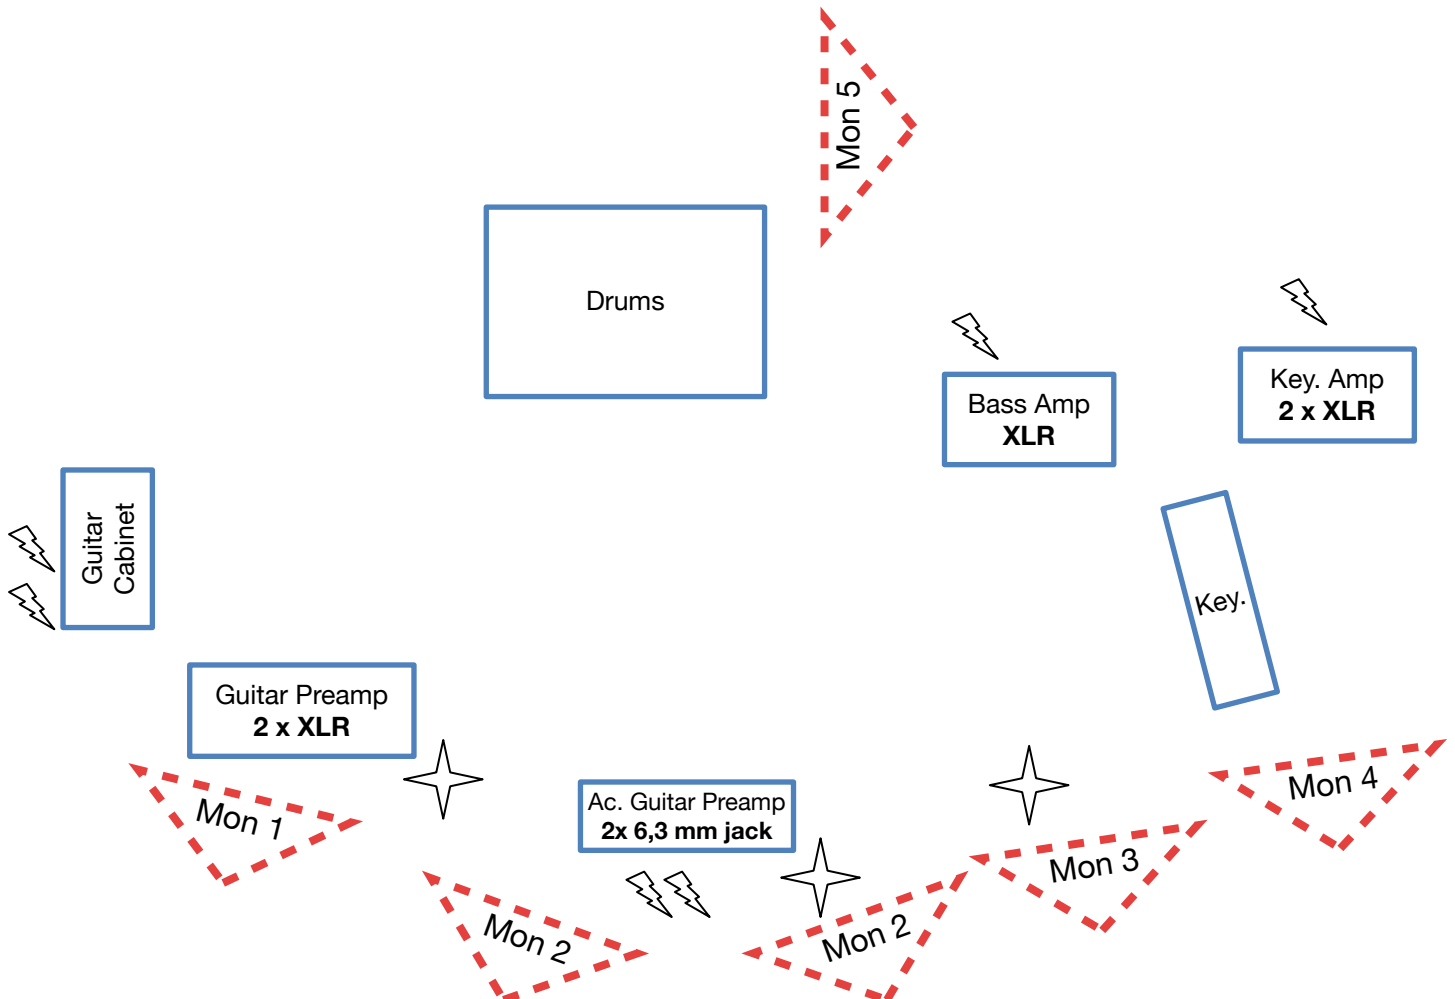 Mon 5
Drums
Bass Amp
XLR
Key. Amp
2 x XLR
Guitar
Cabinet
Key.
Guitar Preamp
2 x XLR
Mon 1
Ac. Guitar Preamp
2x 6,3 mm jack
Mon 2
Mon 2
Mon 3
Mon 4